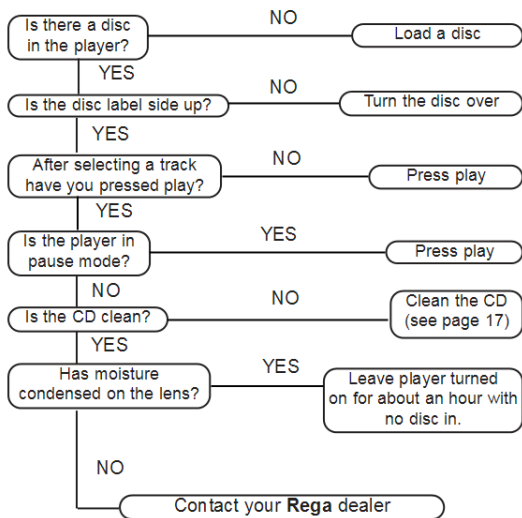 Is there a disc
in the player?
NO
Load a disc
YES
Is the disc label side up?
NO
Turn the disc over
YES
After selecting a track
have you pressed play?
NO
Press play
YES
Is the player in
pause mode?
YES
Press play
NO
Is the CD clean?
NO
Clean the CD
(see page 17)
YES
Has moisture
condensed on the lens?
YES
Leave player turned
on for about an hour with
no disc in.
NO
Contact your Rega dealer